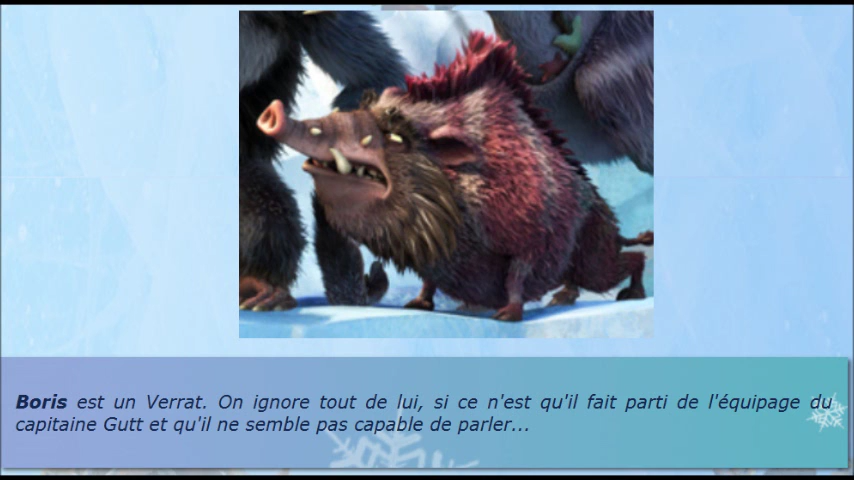 Boris est un Verrat. On ignore tout de lui, si ce n'est qu'il fait parti de l'équipage du
capitaine Gutt et qu'il ne semble pas capable de parler...